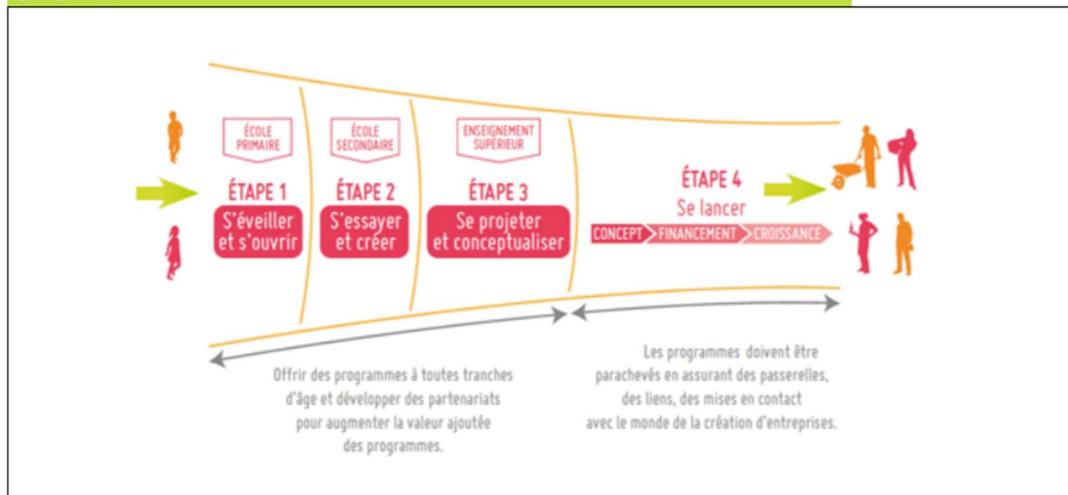 ÉCOLE
PRIMAIRE
ÉTAPE 1
S'éveiller
et s'ouvrir
ÉCOLE
SECONDAIRE
ÉTAPE 2
S'essayer
et créer
ENSEIGNEMENT
SUPÉRIEUR
ÉTAPE 3
Se projeter
et conceptualiser
ÉTAPE 4
Se lancer
CONCEPT FINANCEMENT CROISSANCE
Offrir des programmes à toutes tranches
d'âge et développer des partenariats
pour augmenter la valeur ajoutée
des programmes.
Les programmes doivent être
parachevés en assurant des passerelles,
des liens, des mises en contact
avec le monde de la création d'entreprises.